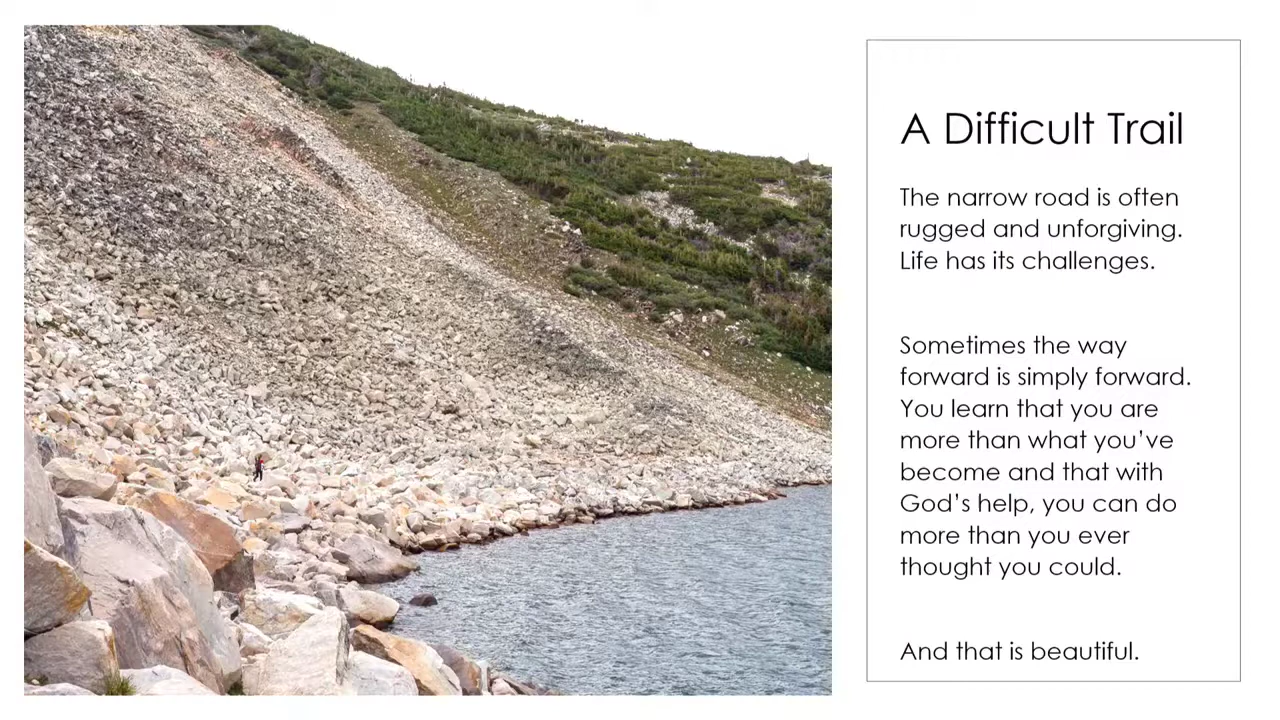 A Difficult Trail
The narrow road is often
rugged and unforgiving.
Life has its challenges.
Sometimes the way
forward is simply forward.
You learn that you are
more than what you’ve
become and that with
God’s help, you can do
more than you ever
thought you could.
And that is beautiful.